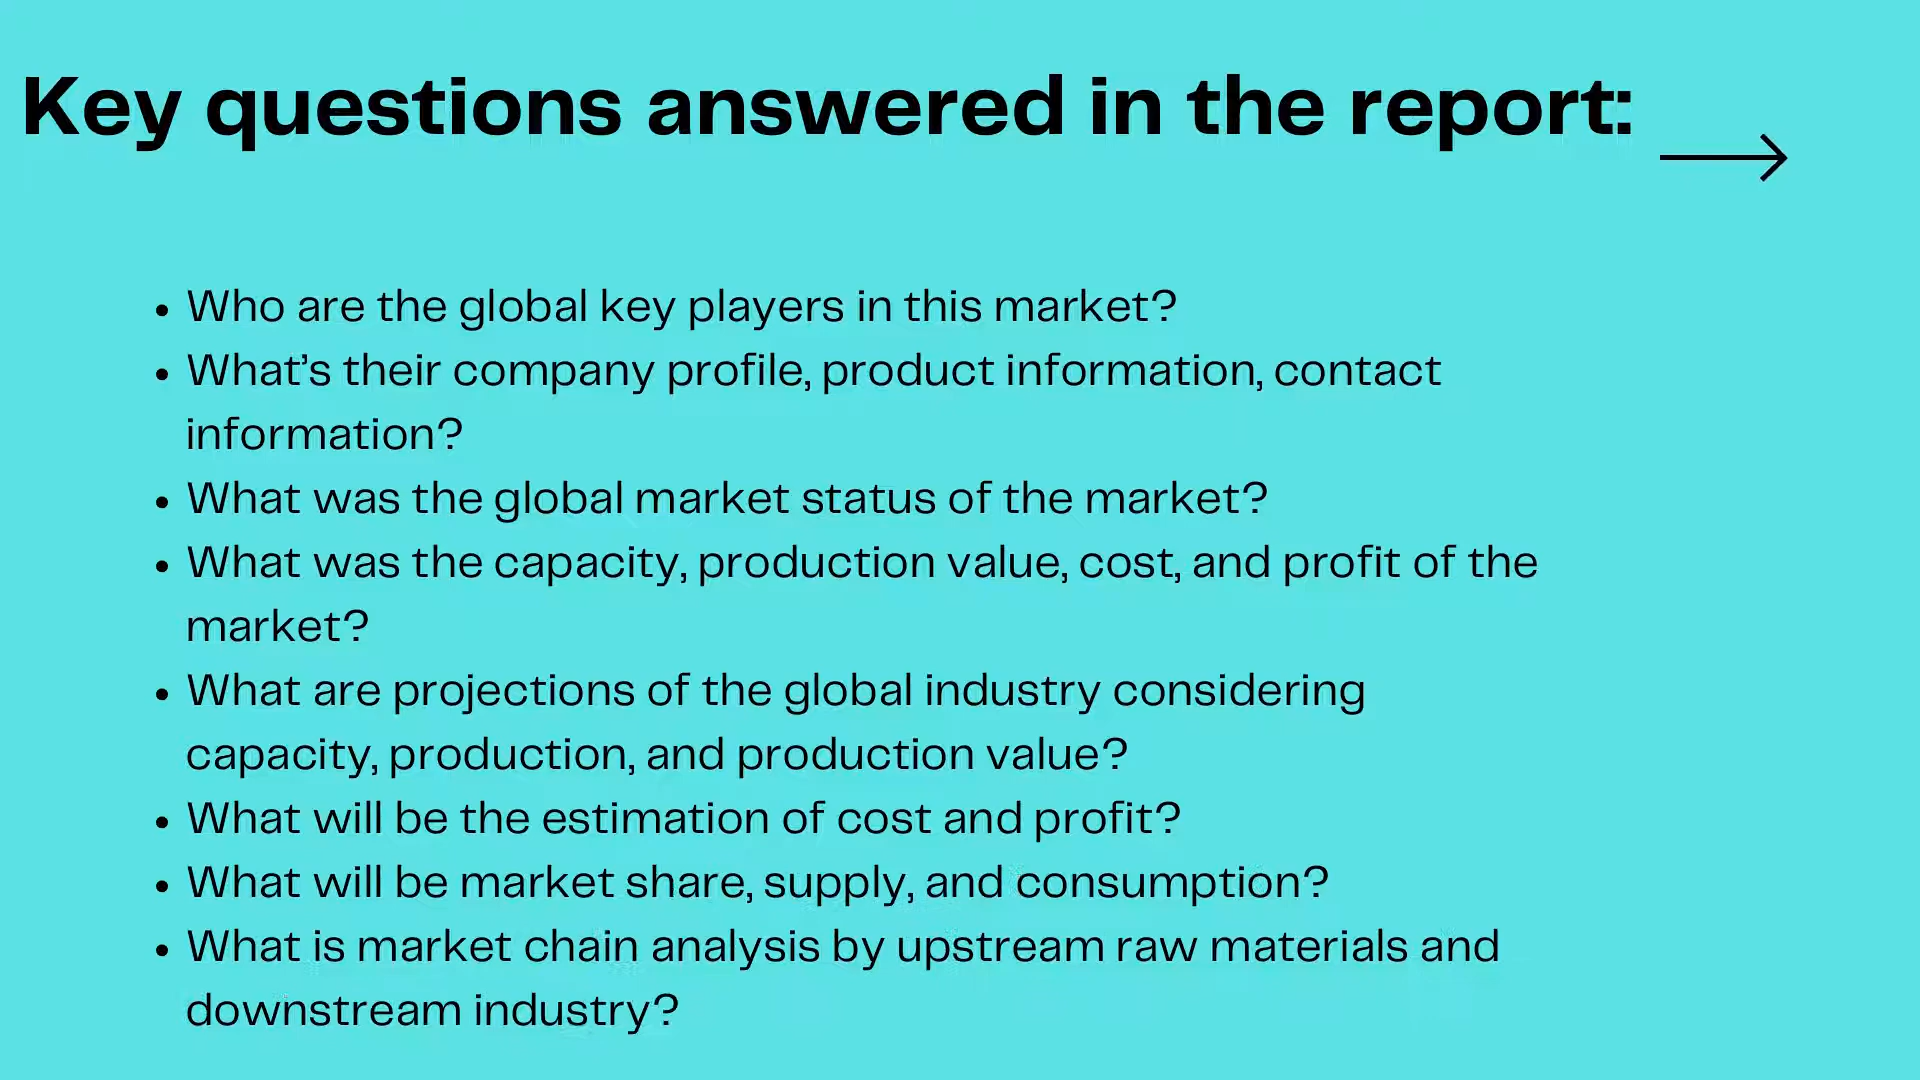 Key questions answered in the report:
• Who are the global key players in this market?
• What's their company profile, product information, contact
information?
• What was the global market status of the market?
• What was the capacity, production value, cost, and profit of the
market?
• What are projections of the global industry considering
capacity, production, and production value?
• What will be the estimation of cost and profit?
• What will be market share, supply, and consumption?
• What is market chain analysis by upstream raw materials and
downstream industry?